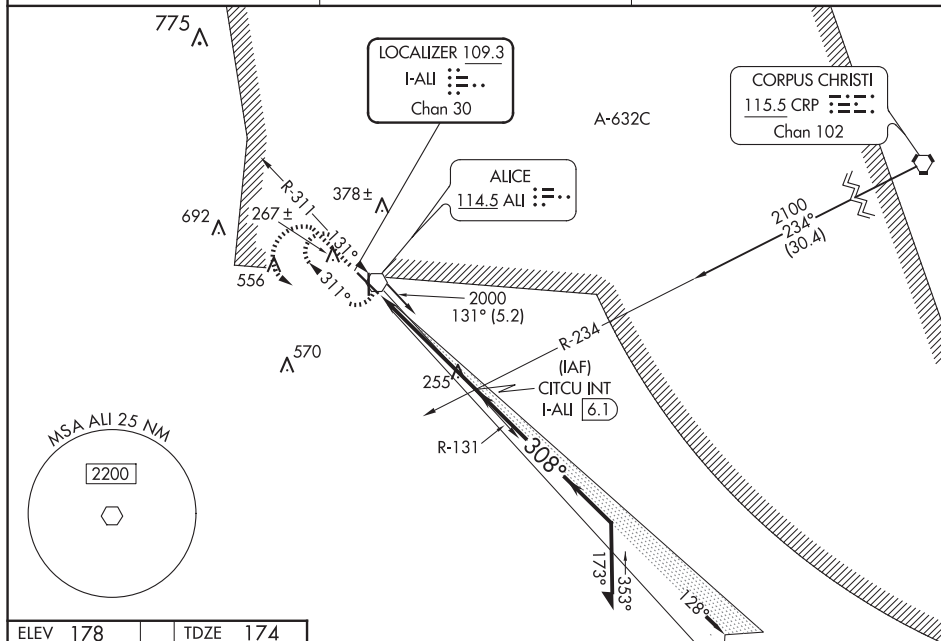 775
LOCALIZER 109.3
I-ALI
Chan 30
CORPUS CHRISTI
115.5 CRP
Chan 102
A-632C
ALICE
114.5 ALI
R-311
378±
692
267±
131°
2100
234°
(30.4)
556
311°
2000
131° (5.2)
R-234
570
(IAF)
255
CITCU INT
I-ALI 6.1
MSA ALI 25 NM
R-131
308°
2200
173°
353°
128°
ELEV 178
TDZE 174